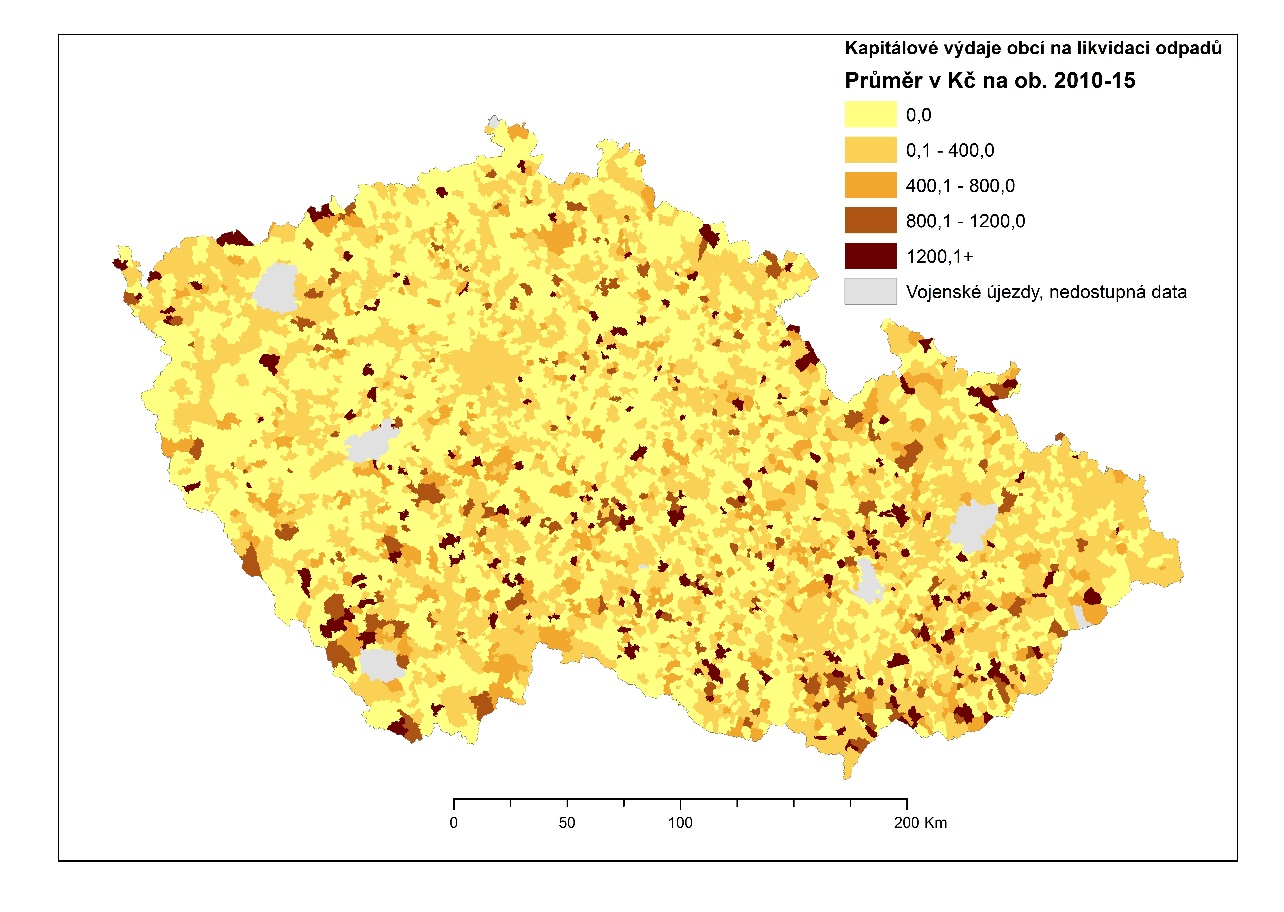 Kapitálové výdaje obcí na likvidaci odpadů
Průměr v Kč na ob. 2010-15
0,0
0,1 - 400,0
400,1 - 800,0
800,1 - 1200,0
1200,1+
Vojenské újezdy, nedostupná data
0 50 100 200 Km